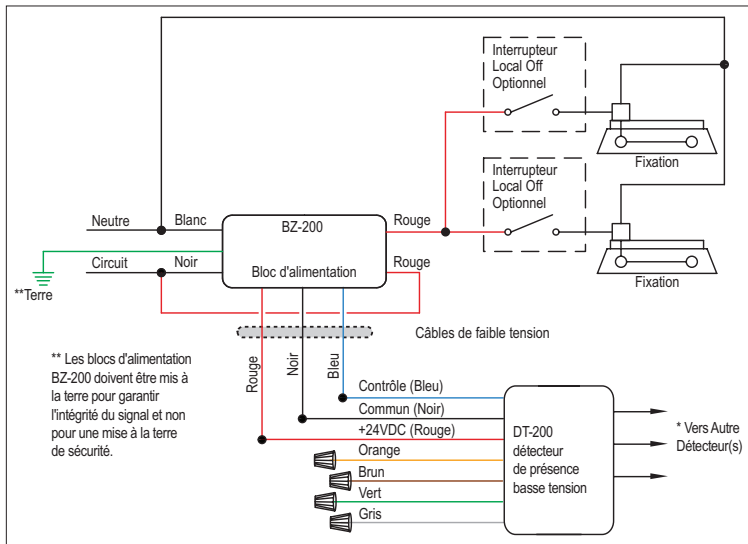 Interrupteur
Local Off
Optionnel
Fixation
Interrupteur
Local Off
Optionnel
Fixation
Neutre
Blanc
BZ-200
Rouge
Circuit
Noir
Bloc d'alimentation
Rouge
**Terre
Câbles de faible tension
** Les blocs d'alimentation
BZ-200 doivent être mis à
la terre pour garantir
l'intégrité du signal et non
pour une mise à la terre
de sécurité.
Rouge
Noir
Bleu
Contrôle (Bleu)
Commun (Noir)
+24VDC (Rouge)
Orange
Brun
Vert
Gris
DT-200
détecteur
de présence
basse tension
* Vers Autre
Détecteur(s)